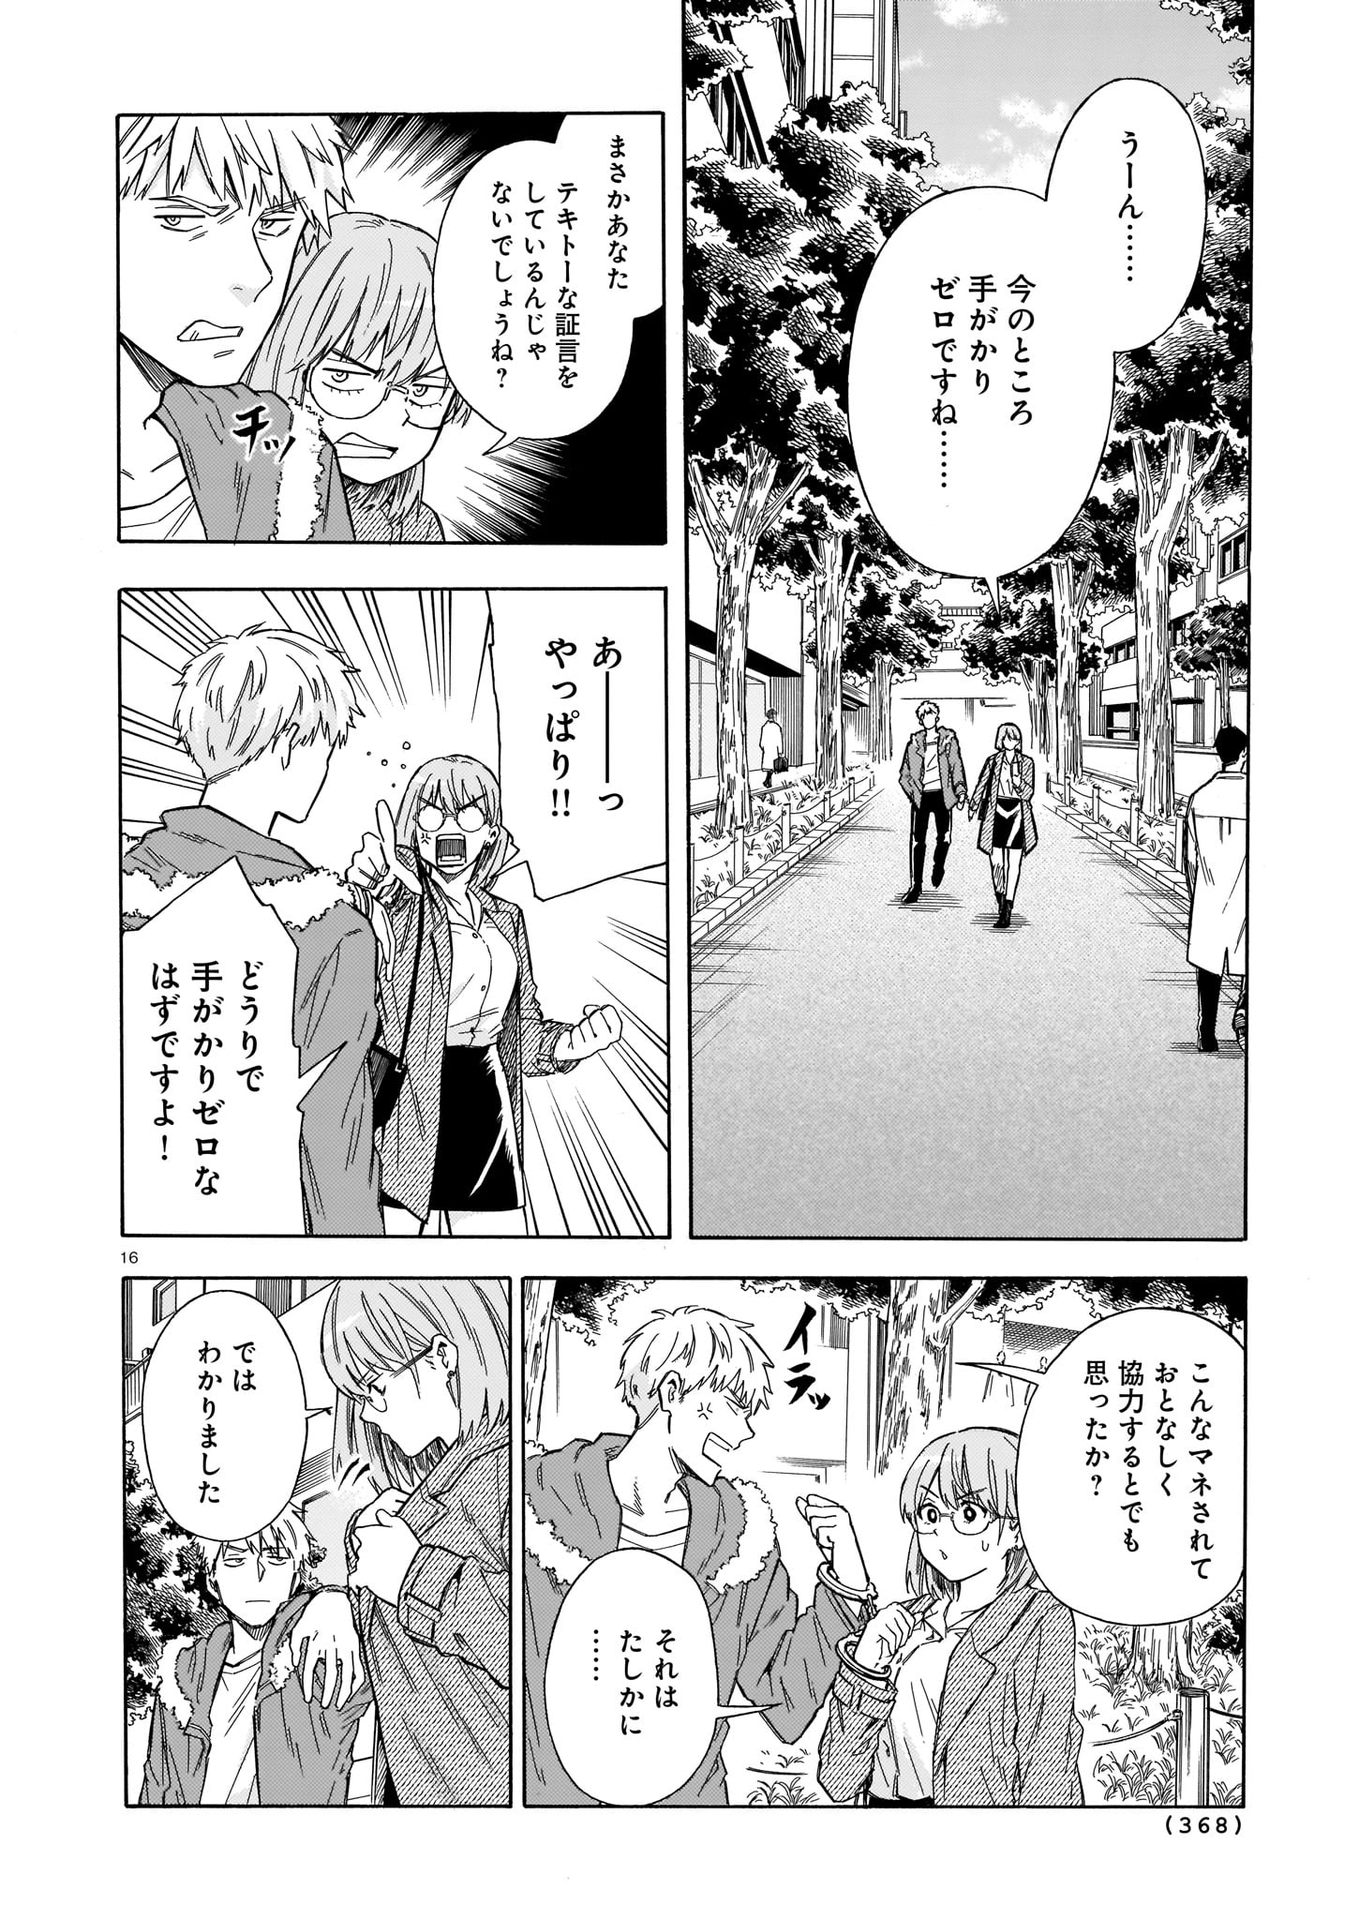 うーん……
今のところ
手がかり
ゼロですね……
まさかあなた
テキトーな証言を
しているんじゃ
ないでしょうね?
チッ
あーーっ
やっぱり!!
どうりで
手がかりゼロな
はずですよ!
16
こんなマネされて
おとなしく
協力するとでも
思ったか?
イラッ
それは
たしかに
……
では
わかりました
(368)